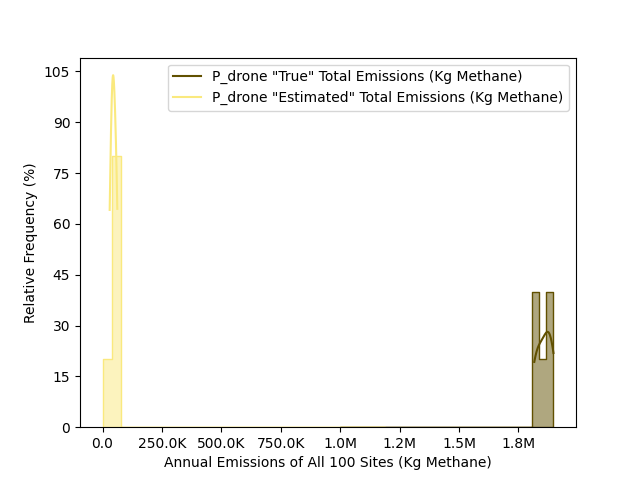 P_drone "True" Total Emissions (Kg Methane)
P_drone "Estimated" Total Emissions (Kg Methane)
105
90
75
60
45
30
15
0
Relative Frequency (%)
0.0 250.0K 500.0K 750.0K 1.0M 1.2M 1.5M 1.8M
Annual Emissions of All 100 Sites (Kg Methane)